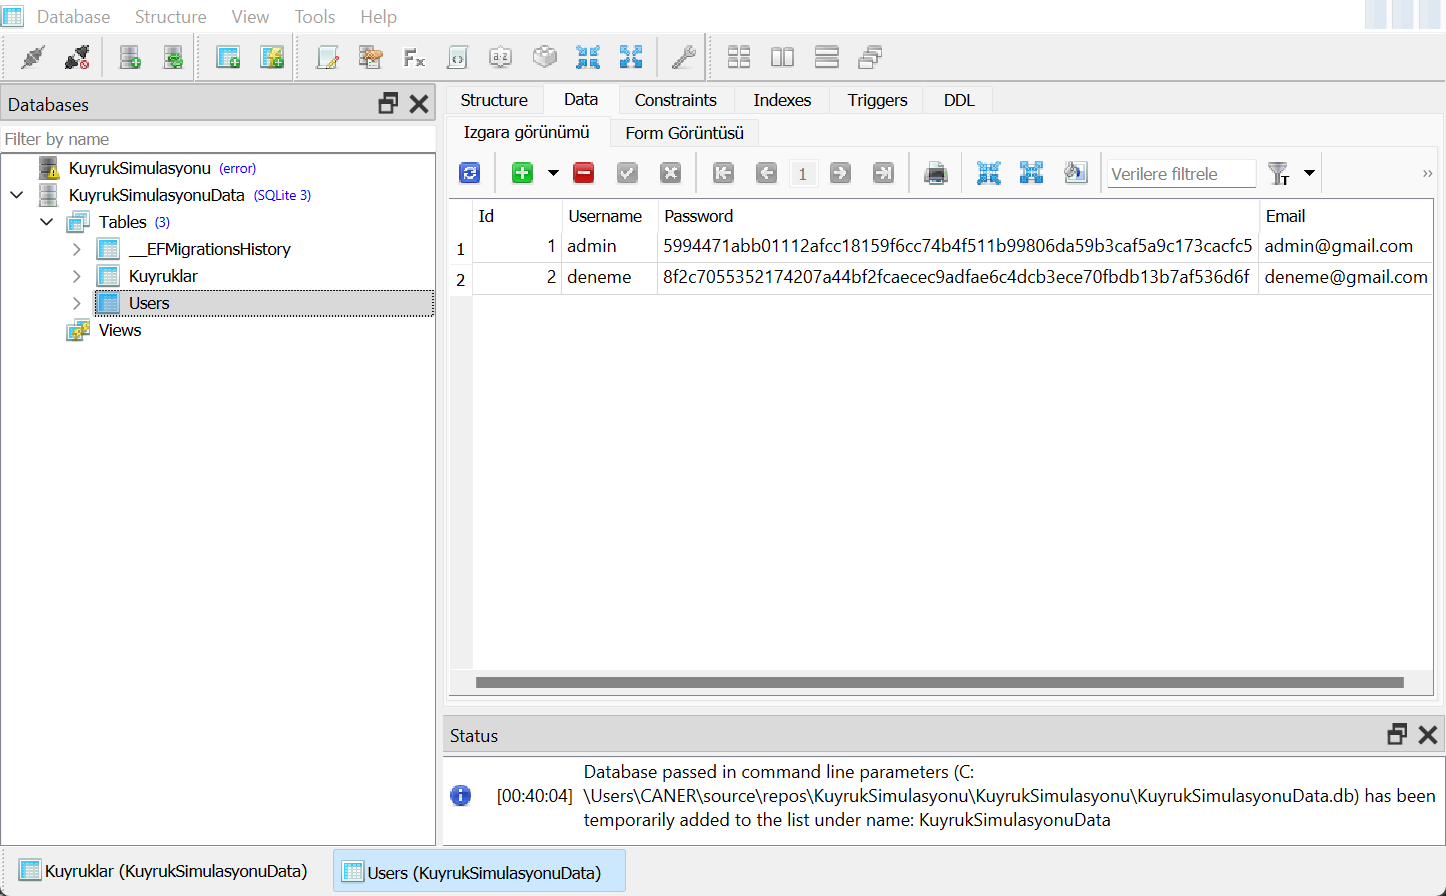 Database Structure View Tools Help
Databases
Filter by name
KuyrukSimulasyonu (error)
KuyrukSimulasyonuData (SQLite 3)
Tables (3)
__EFMigrationsHistory
Kuyruklar
Users
Views
Structure Data Constraints Indexes Triggers DDL
Izgara görünümü Form Görüntüsü
1 Verilere filtrele
Id Username Password Email
1 1 admin 5994471abb01112afcc18159f6cc74b4f511b99806da59b3caf5a9c173cacfc5 admin@gmail.com
2 2 deneme 8f2c7055352174207a44bf2fcaecec9adfae6c4dcb3ece70fbdb13b7af536d6f deneme@gmail.com
Status
[00:40:04] Database passed in command line parameters (C:
\Users\CANER\source\repos\KuyrukSimulasyonu\KuyrukSimulasyonu\KuyrukSimulasyonuData.db) has been
temporarily added to the list under name: KuyrukSimulasyonuData
Kuyruklar (KuyrukSimulasyonuData) Users (KuyrukSimulasyonuData)